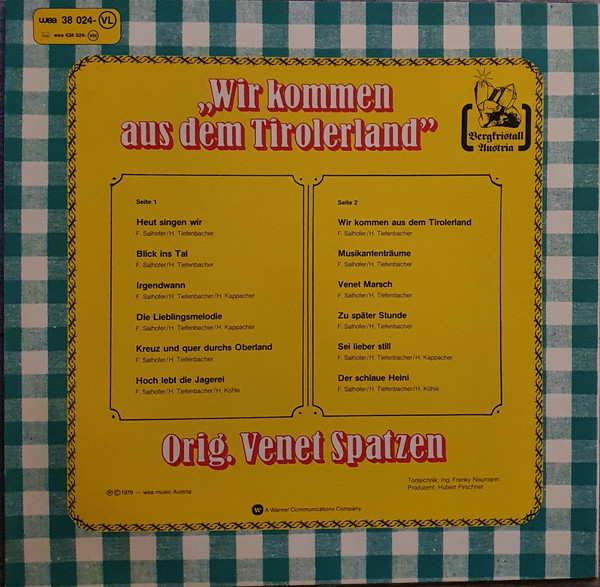 wea 38 024- VL
wea 438 024- VH
„Wir kommen
aus dem Tirolerland”
Bergkristall
Austria
Seite 1
Heut singen wir
F. Salhofer/H. Tiefenbacher
Blick ins Tal
F. Salhofer/H. Tiefenbacher
Irgendwann
F. Salhofer/H. Tiefenbacher/H. Kappacher
Die Lieblingsmelodie
F. Salhofer/H. Tiefenbacher/H. Kappacher
Kreuz und quer durchs Oberland
F. Salhofer/H. Tiefenbacher
Hoch lebt die Jagerei
F. Salhofer/H. Tiefenbacher/H. Köhle
Seite 2
Wir kommen aus dem Tirolerland
F. Salhofer/H. Tiefenbacher
Musikantenträume
F. Salhofer/H. Tiefenbacher
Venet Marsch
F. Salhofer/H. Tiefenbacher
Zu später Stunde
F. Salhofer/H. Tiefenbacher
Sei lieber still
F. Salhofer/H. Tiefenbacher/H. Kappacher
Der schlaue Heini
F. Salhofer/H. Tiefenbacher/H. Köhle
Orig. Venet Spatzen
Tontechnik: Ing. Franky Neumann
Produzent: Hubert Pirschner
Ⓟ Ⓒ 1979 — wea music Austria
A Warner Communications Company